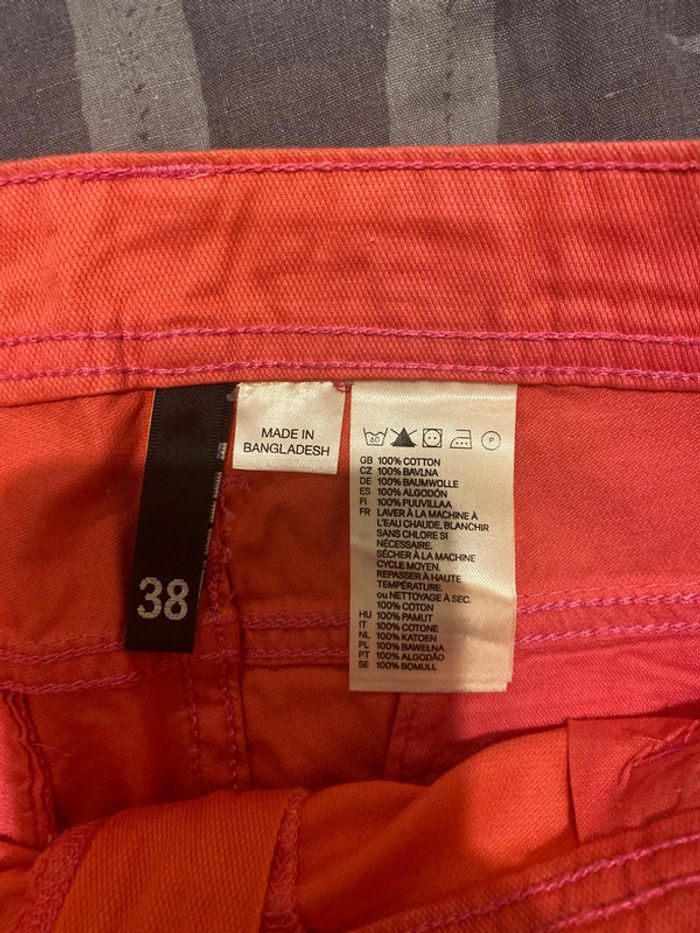 38
MADE IN
BANGLADESH
60
P
GB 100% COTTON
CZ 100% BAVLNA
DE 100% BAUMWOLLE
ES 100% ALGODÓN
FI 100% PUUVILLAA
FR LAVER À LA MACHINE À
L'EAU CHAUDE, BLANCHIR
SANS CHLORE SI
NÉCESSAIRE.
SÉCHER À LA MACHINE
CYCLE MOYEN.
REPASSER À HAUTE
TEMPÉRATURE.
ou NETTOYAGE À SEC.
100% COTON
HU 100% PAMUT
IT 100% COTONE
NL 100% KATOEN
PL 100% BAWEŁNA
PT 100% ALGODÃO
SE 100% BOMULL